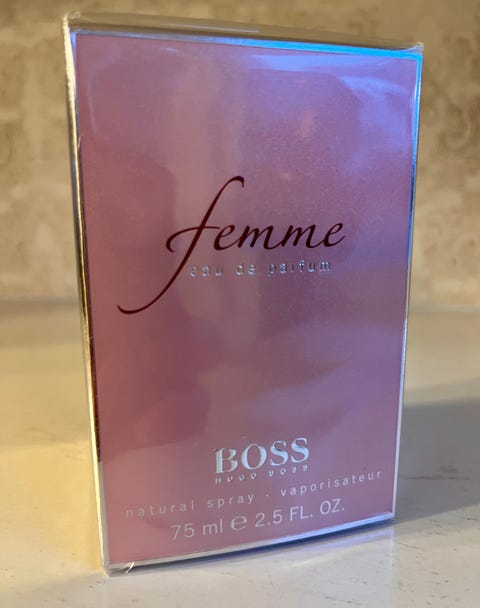 femme
eau de parfum
BOSS
HUGO BOSS
natural spray . vaporisateur
75 ml ℮ 2.5 FL. OZ.